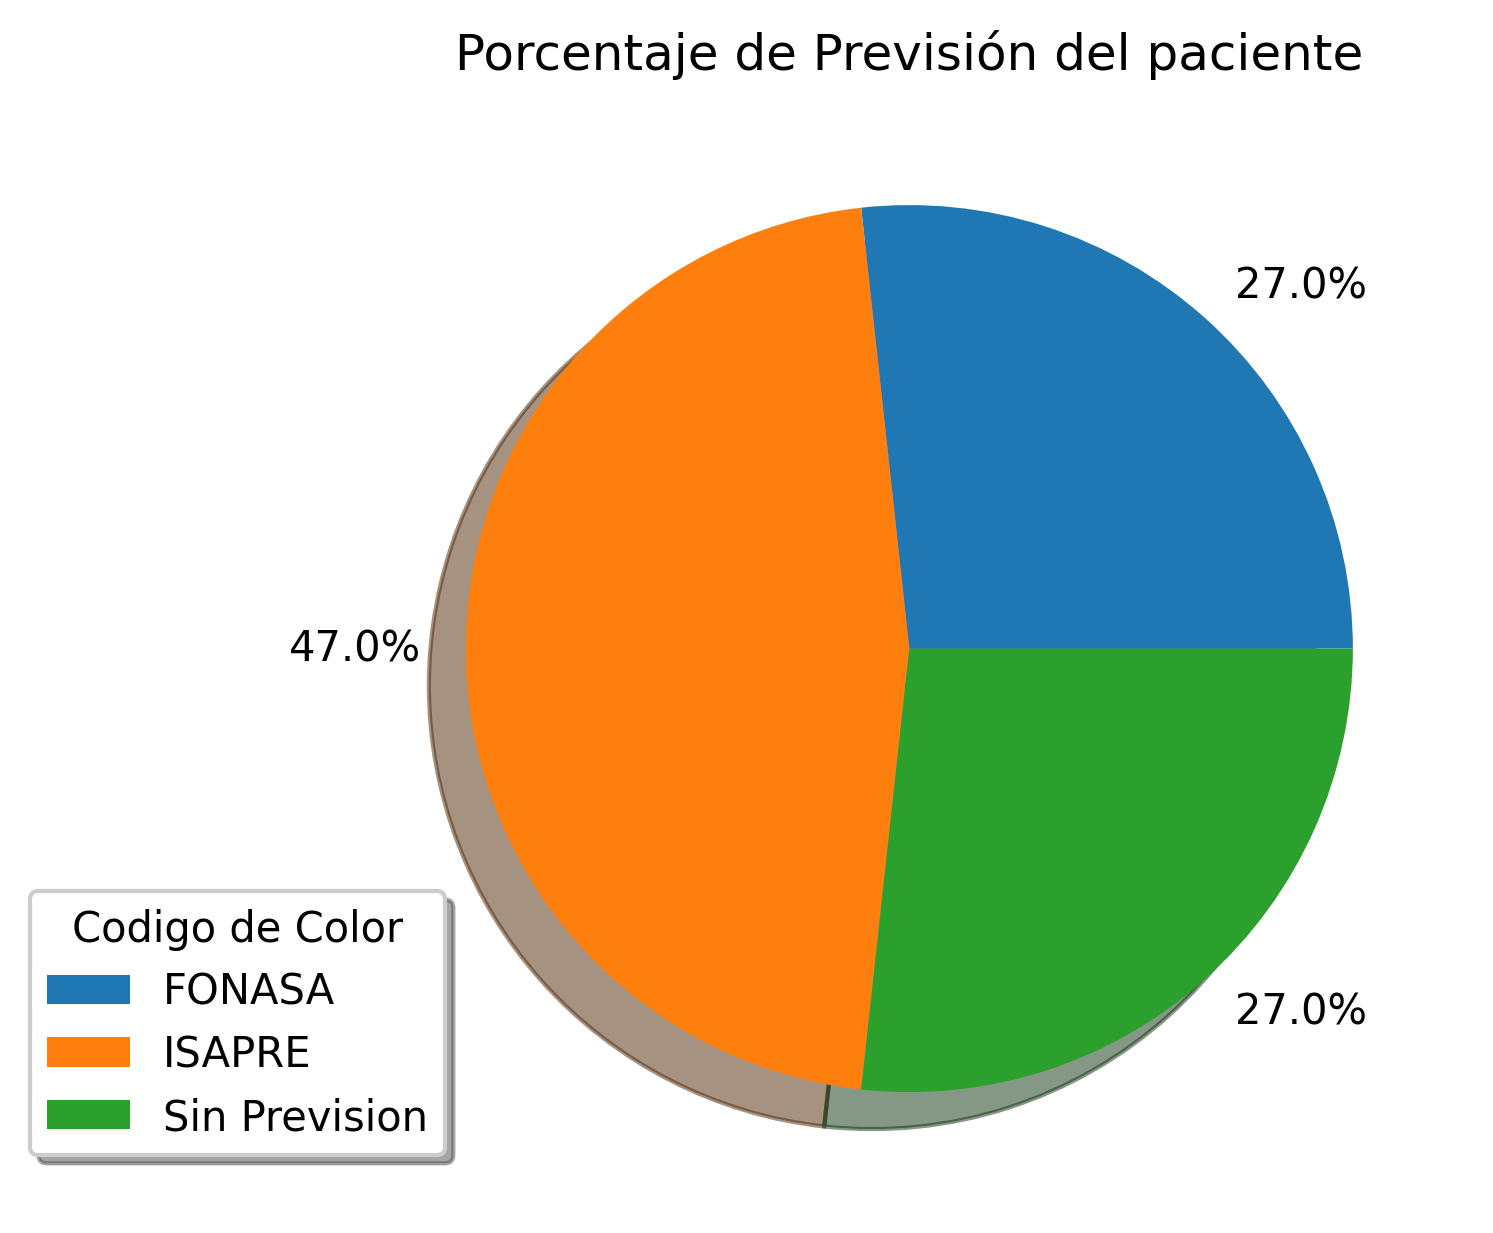 Porcentaje de Previsión del paciente
27.0%
47.0%
27.0%
Codigo de Color
FONASA
ISAPRE
Sin Prevision